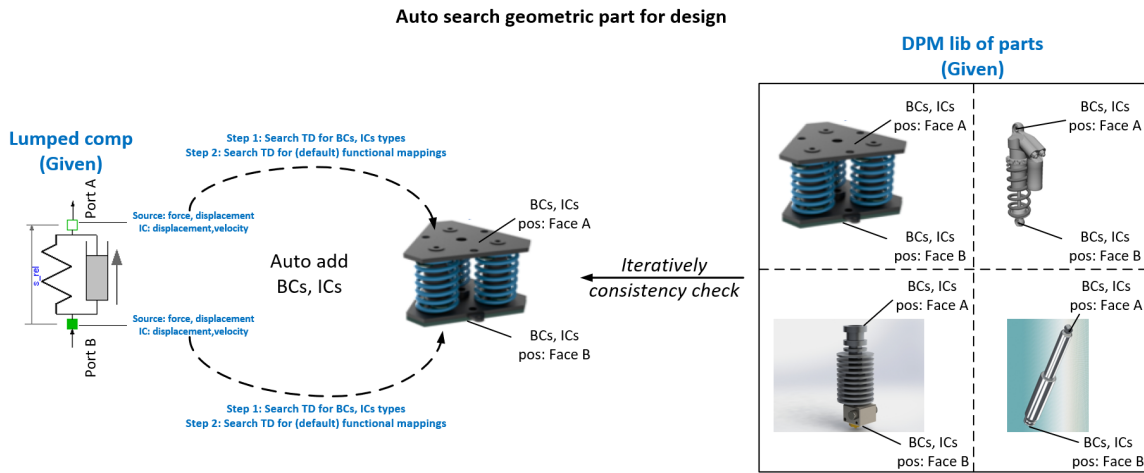 Auto search geometric part for design
DPM lib of parts
(Given)
Lumped comp
(Given)
Port A
Source: force, displacement
IC: displacement,velocity
s_rel
Source: force, displacement
IC: displacement,velocity
Port B
Step 1: Search TD for BCs, ICs types
Step 2: Search TD for (default) functional mappings
Auto add
BCs, ICs
BCs, ICs
pos: Face A
BCs, ICs
pos: Face B
Step 1: Search TD for BCs, ICs types
Step 2: Search TD for (default) functional mappings
Iteratively
consistency check
BCs, ICs
pos: Face A
BCs, ICs
pos: Face B
BCs, ICs
pos: Face A
BCs, ICs
pos: Face B
BCs, ICs
pos: Face A
BCs, ICs
pos: Face B
BCs, ICs
pos: Face A
BCs, ICs
pos: Face B